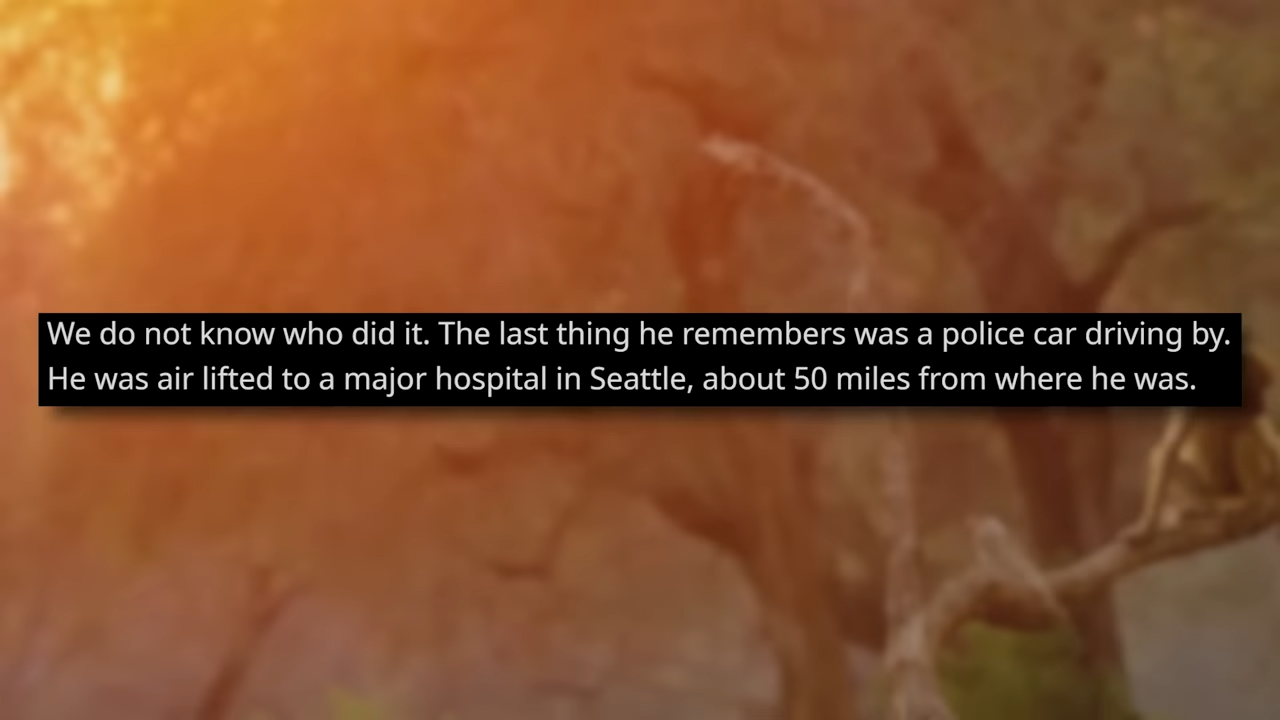 We do not know who did it. The last thing he remembers was a police car driving by.
He was air lifted to a major hospital in Seattle, about 50 miles from where he was.